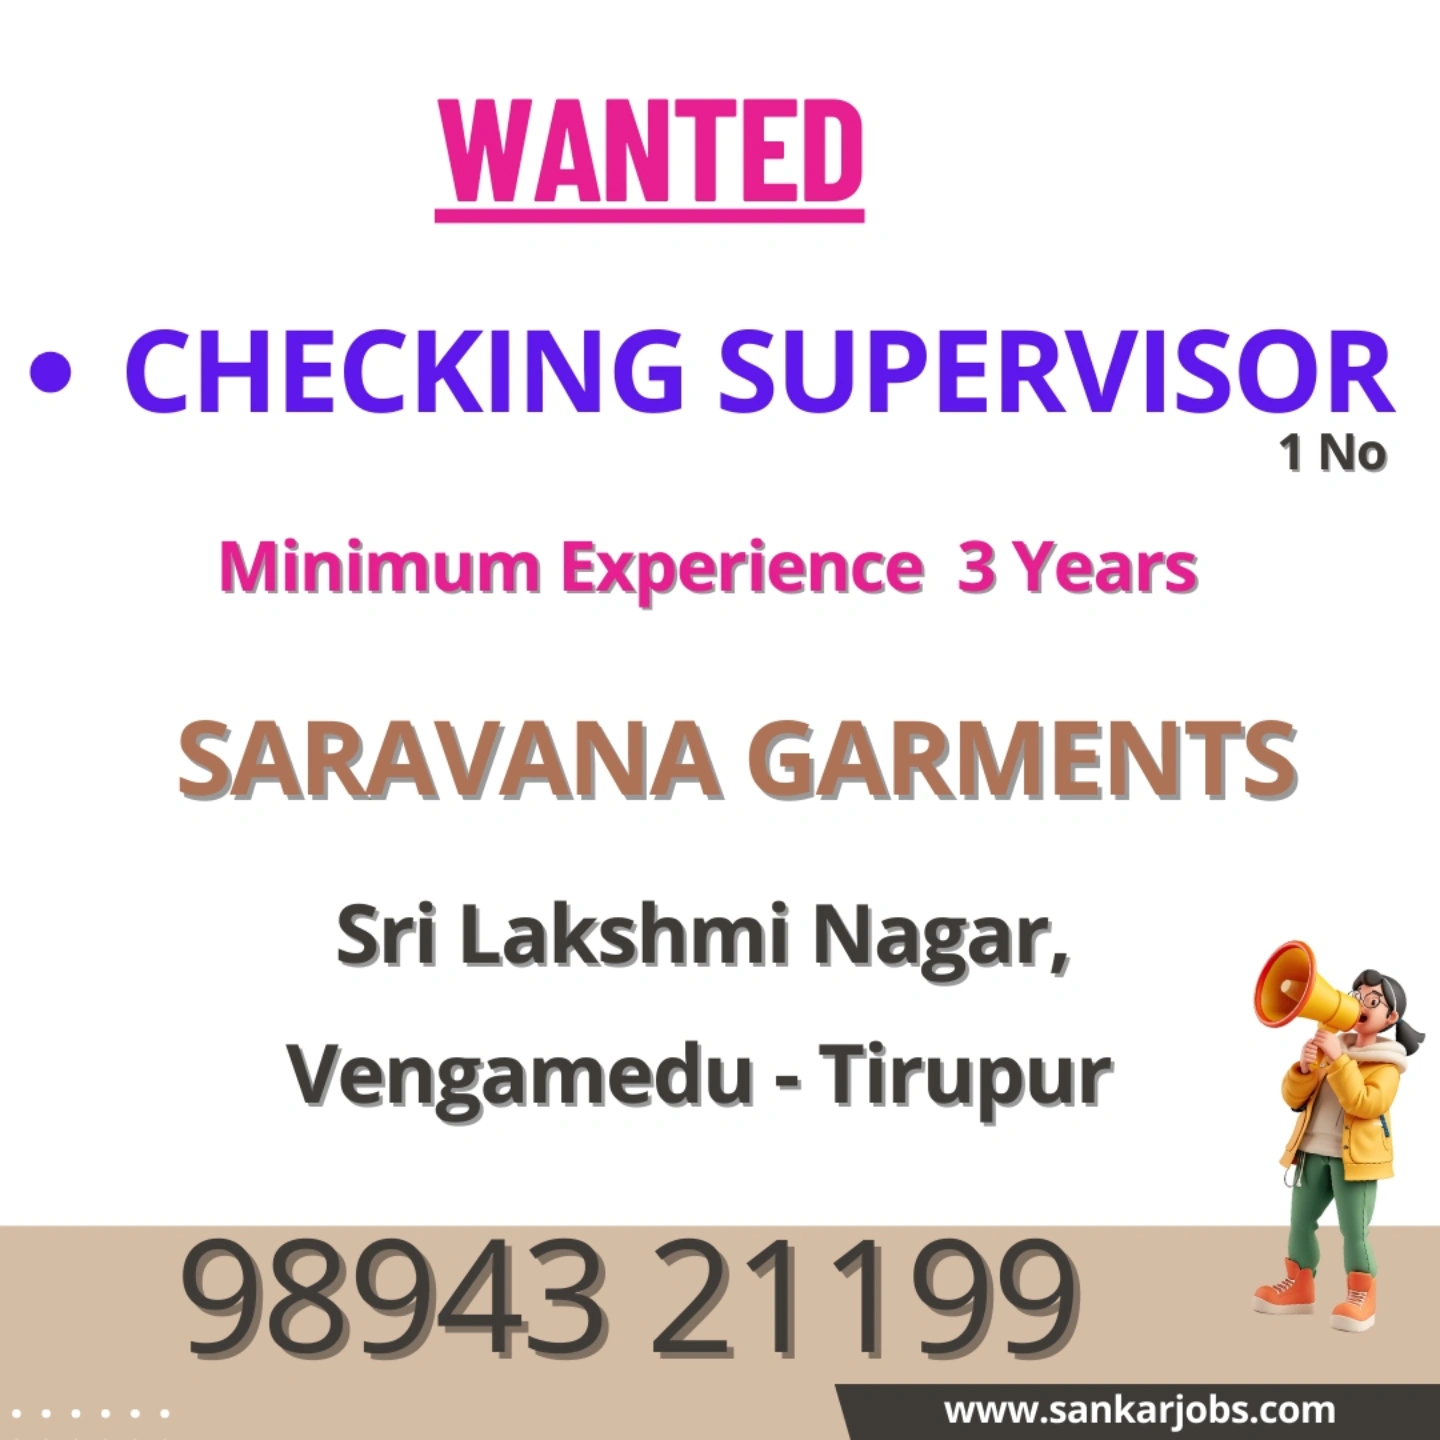 WANTED
• CHECKING SUPERVISOR
1 No
Minimum Experience 3 Years
SARAVANA GARMENTS
Sri Lakshmi Nagar,
Vengamedu - Tirupur
98943 21199
www.sankarjobs.com